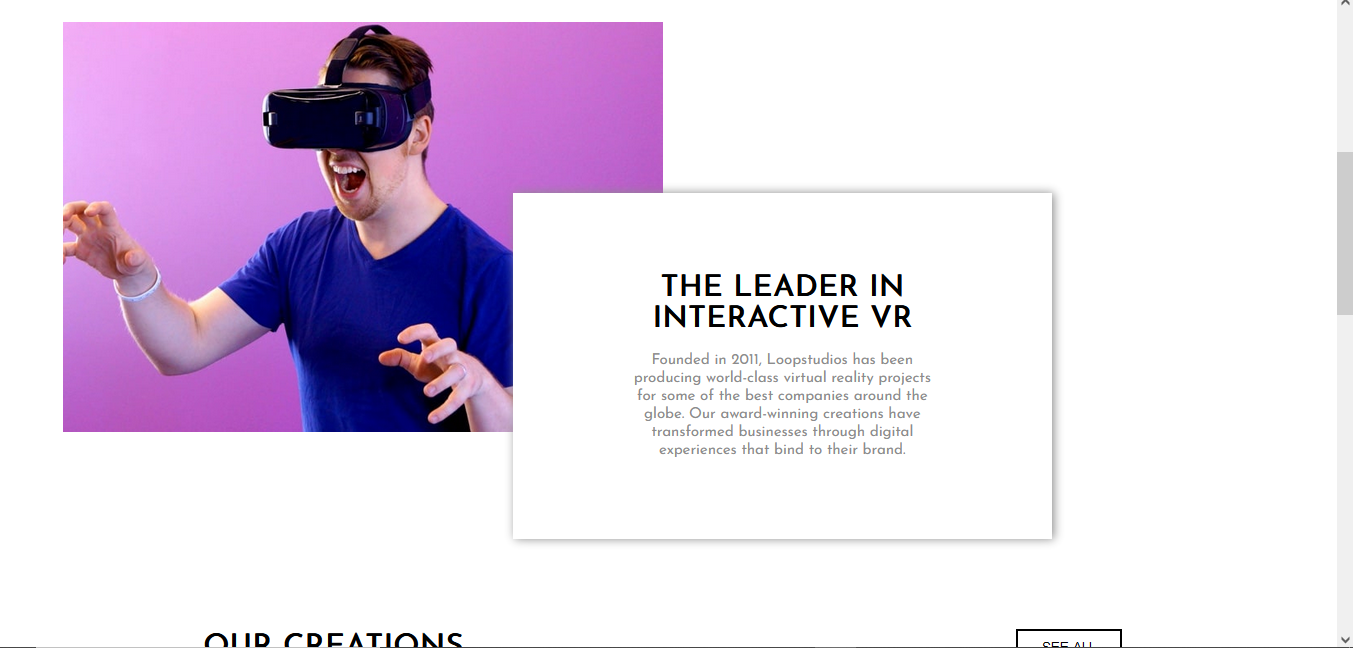 THE LEADER IN
INTERACTIVE VR
Founded in 2011, Loopstudios has been
producing world-class virtual reality projects
for some of the best companies around the
globe. Our award-winning creations have
transformed businesses through digital
experiences that bind to their brand.
OUR CREATIONS
SEE ALL